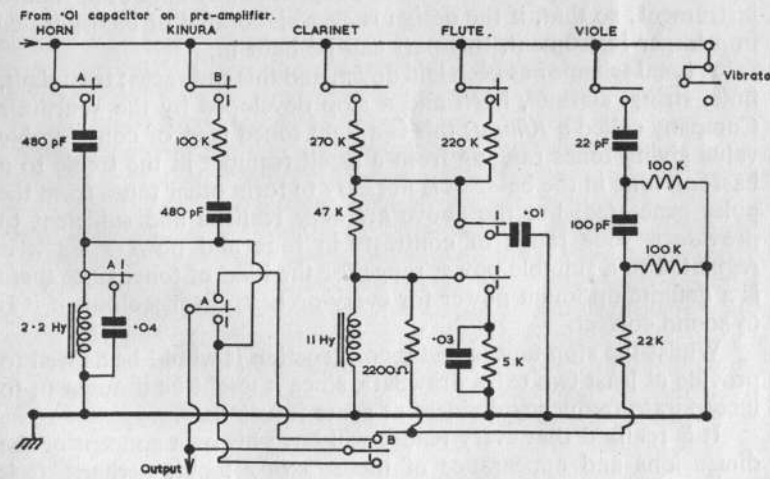 From ·01 capacitor on pre-amplifier.
HORN KINURA CLARINET FLUTE. VIOLE
Vibrato
A B
480 pF 100 K 270 K 220 K 22 pF
100 K
480 pF 47 K ·01 100 pF
100 K
A
2·2 Hy ·04 A 11 Hy 2200Ω ·03 5 K 22 K
B
Output